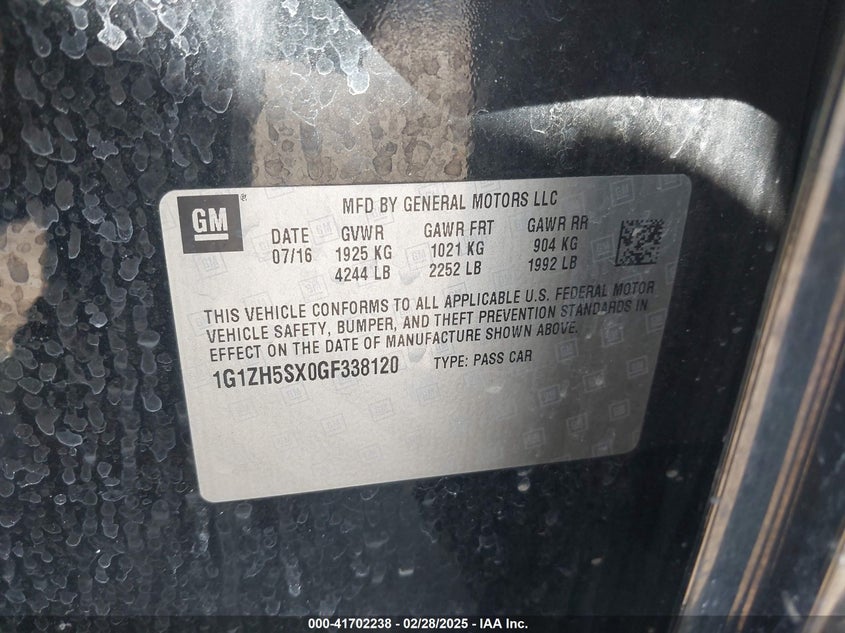 GM
MFD BY GENERAL MOTORS LLC
DATE GVWR GAWR FRT GAWR RR
07/16 1925 KG 1021 KG 904 KG
4244 LB 2252 LB 1992 LB
THIS VEHICLE CONFORMS TO ALL APPLICABLE U.S. FEDERAL MOTOR
VEHICLE SAFETY, BUMPER, AND THEFT PREVENTION STANDARDS IN
EFFECT ON THE DATE OF MANUFACTURE SHOWN ABOVE.
1G1ZH5SX0GF338120 TYPE: PASS CAR
000-41702238 - 02/28/2025 - IAA Inc.